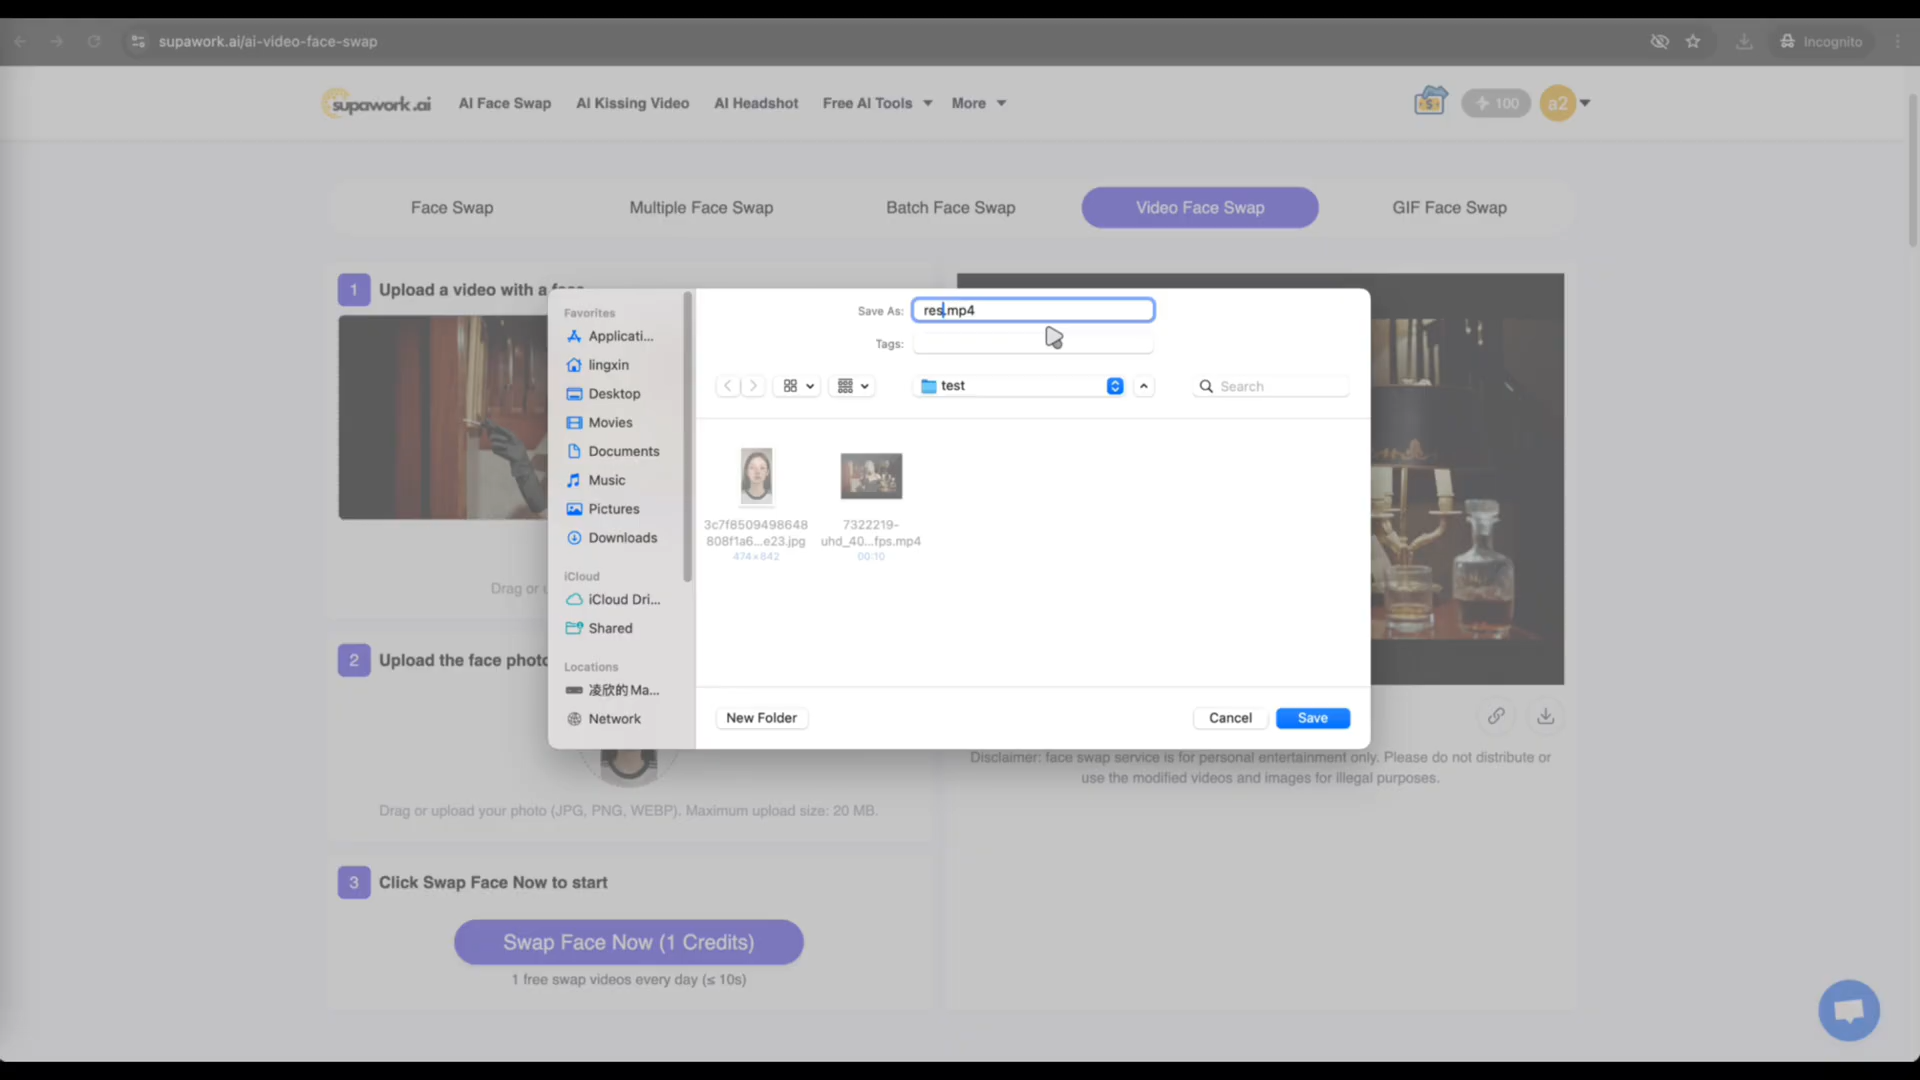 supawork.ai/ai-video-face-swap
Incognito
supawork.ai
AI Face Swap
AI Kissing Video
AI Headshot
Free AI Tools
More
100
a2
Face Swap
Multiple Face Swap
Batch Face Swap
Video Face Swap
GIF Face Swap
1
Upload a video with a face
Favorites
Applicati...
lingxin
Desktop
Movies
Documents
Music
Pictures
Downloads
iCloud
iCloud Dri...
Shared
Locations
凌欣的 Ma...
Network
Save As:
res.mp4
Tags:
test
Search
3c7f8509498648
808f1a6...e23.jpg
474×842
7322219-
uhd_40...fps.mp4
00:10
New Folder
Cancel
Save
Drag or u
2
Upload the face photo
Drag or upload your photo (JPG, PNG, WEBP). Maximum upload size: 20 MB.
3
Click Swap Face Now to start
Swap Face Now (1 Credits)
1 free swap videos every day (≤ 10s)
Disclaimer: face swap service is for personal entertainment only. Please do not distribute or
use the modified videos and images for illegal purposes.